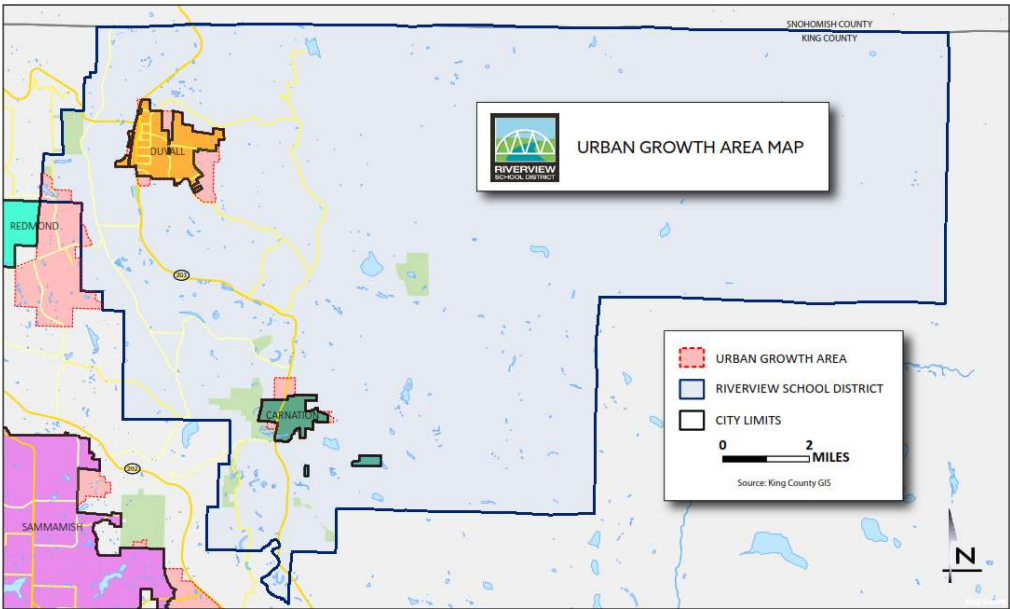 SNOHOMISH COUNTY
KING COUNTY
RIVERVIEW
SCHOOL DISTRICT
URBAN GROWTH AREA MAP
DUVALL
REDMOND
203
CARNATION
202
SAMMAMISH
URBAN GROWTH AREA
RIVERVIEW SCHOOL DISTRICT
CITY LIMITS
0 2
MILES
Source: King County GIS
N